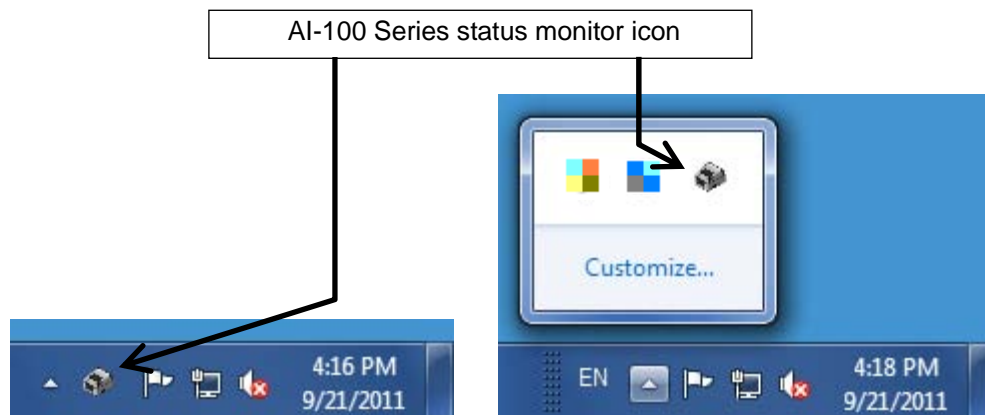 AI-100 Series status monitor icon
Customize...
4:16 PM
9/21/2011
EN
4:18 PM
9/21/2011